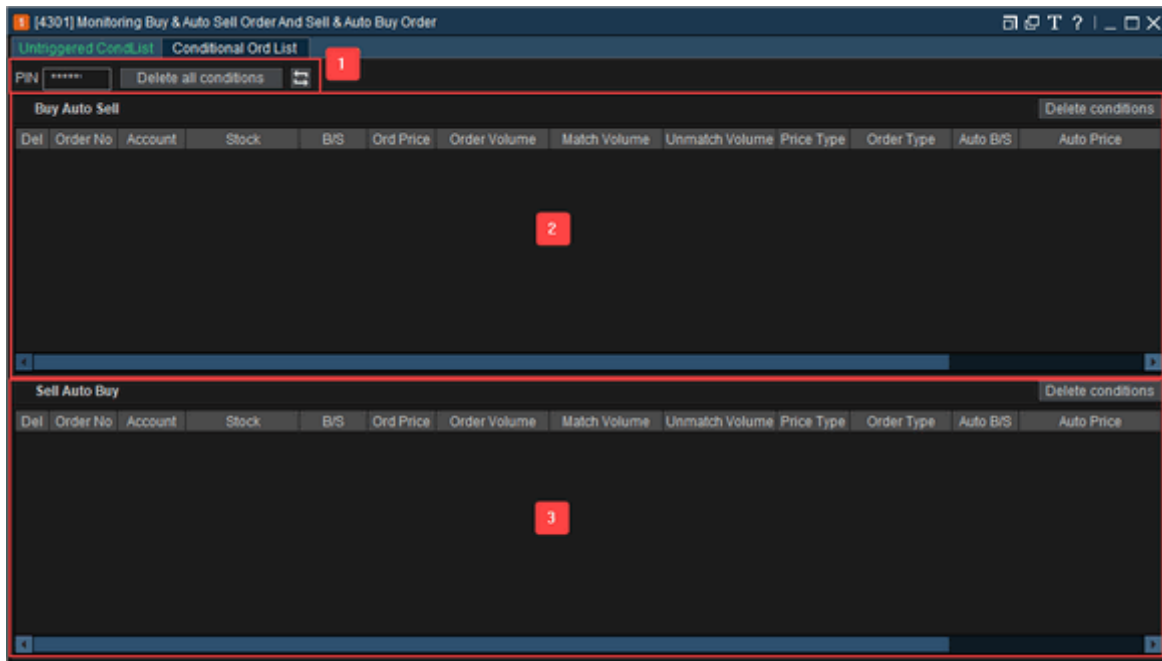 1 [4301] Monitoring Buy & Auto Sell Order And Sell & Auto Buy Order T ?
Untriggered CondList Conditional Ord List
1
PIN ***** Delete all conditions
Buy Auto Sell Delete conditions
Del Order No Account Stock B/S Ord Price Order Volume Match Volume Unmatch Volume Price Type Order Type Auto B/S Auto Price
2
Sell Auto Buy Delete conditions
Del Order No Account Stock B/S Ord Price Order Volume Match Volume Unmatch Volume Price Type Order Type Auto B/S Auto Price
3